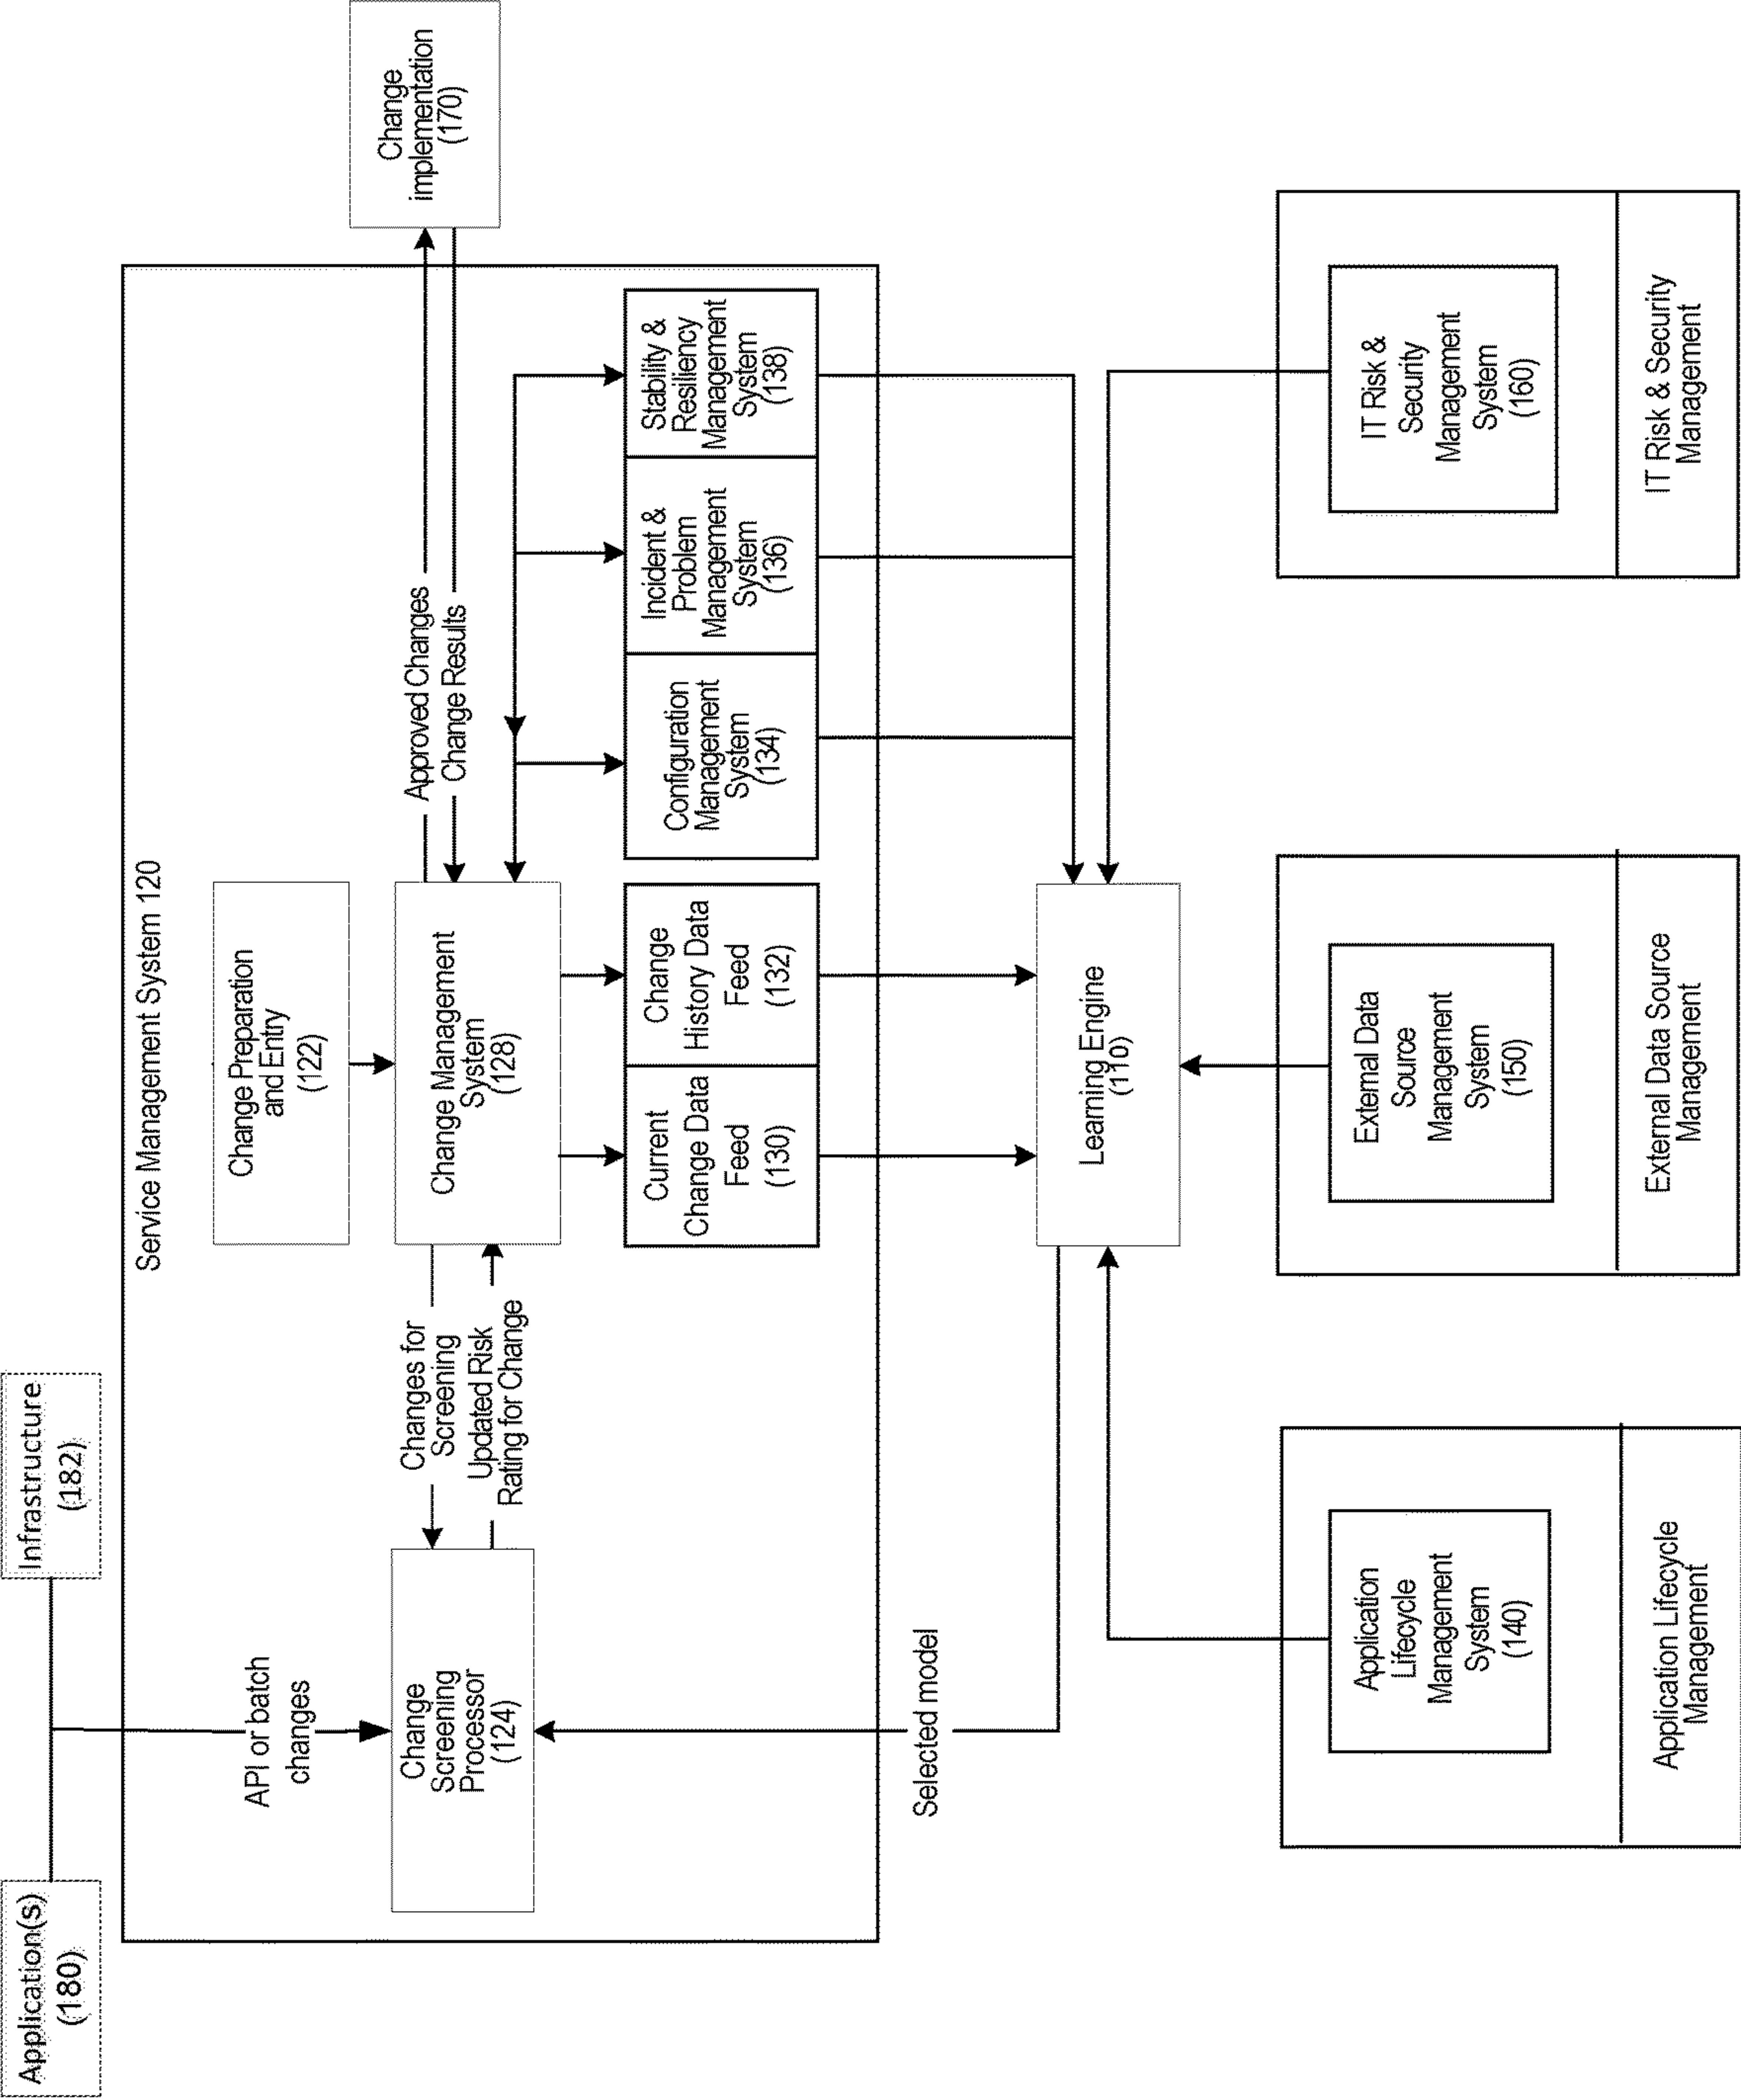 Application(s)
(180)
Infrastructure
(182)
Service Management System 120
API or batch
changes
Change
Screening
Processor
(124)
Changes for
Screening
Updated Risk
Rating for Change
Change Preparation
and Entry
(122)
Change Management
System
(128)
Approved Changes
Change Results
Change
implementation
(170)
Current
Change Data
Feed
(130)
Change
History Data
Feed
(132)
Configuration
Management
System
(134)
Incident &
Problem
Management
System
(136)
Stability &
Resiliency
Management
System
(138)
Selected model
Learning Engine
(110)
Application
Lifecycle
Management
System
(140)
Application Lifecycle
Management
External Data
Source
Management
System
(150)
External Data Source
Management
IT Risk &
Security
Management
System
(160)
IT Risk & Security
Management